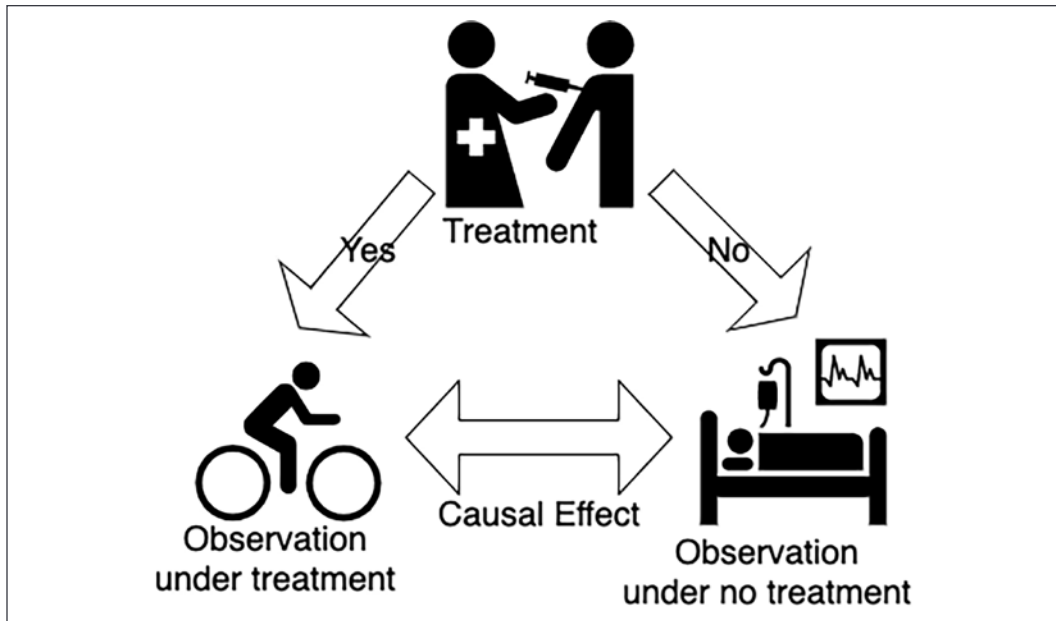 Treatment
Yes
No
Causal Effect
Observation
under treatment
Observation
under no treatment